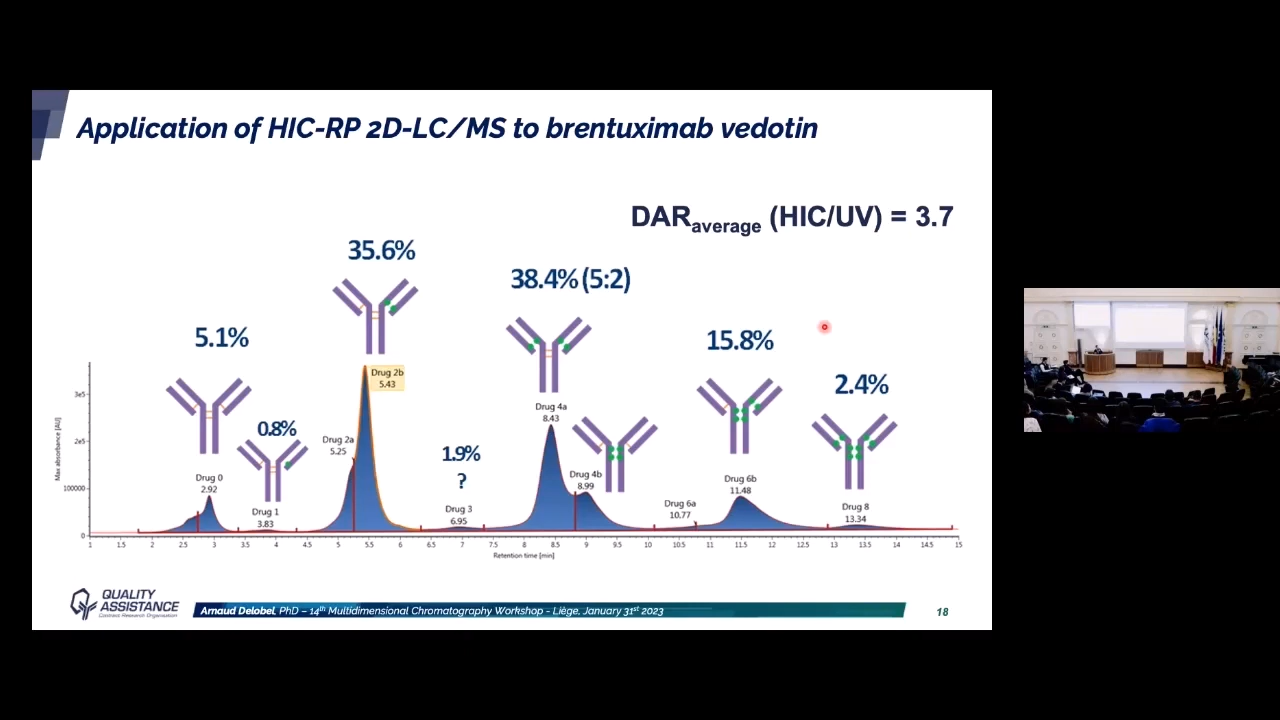 Application of HIC-RP 2D-LC/MS to brentuximab vedotin
DARaverage (HIC/UV) = 3.7
35.6%
38.4% (5:2)
5.1%
15.8%
2.4%
0.8%
1.9%
?
Drug 2b
5.43
Drug 4a
8.43
Drug 2a
5.25
Drug 0
2.92
Drug 4b
8.99
Drug 6b
11.48
Drug 1
3.83
Drug 3
6.95
Drug 6a
10.77
Drug 8
13.34
Max absorbance [AU]
3e5
2e5
100000
0
1 1.5 2 2.5 3 3.5 4 4.5 5 5.5 6 6.5 7 7.5 8 8.5 9 9.5 10 10.5 11 11.5 12 12.5 13 13.5 14 14.5 15
Retention time [min]
QUALITY
ASSISTANCE
Contract Research Organisation
Arnaud Delobel, PhD – 14th Multidimensional Chromatography Workshop - Liège, January 31st 2023
18